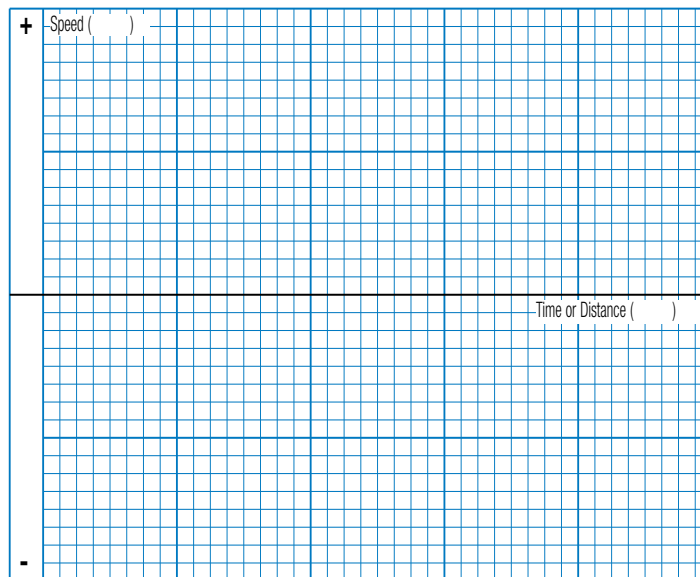 + Speed (       )
Time or Distance (       )
-